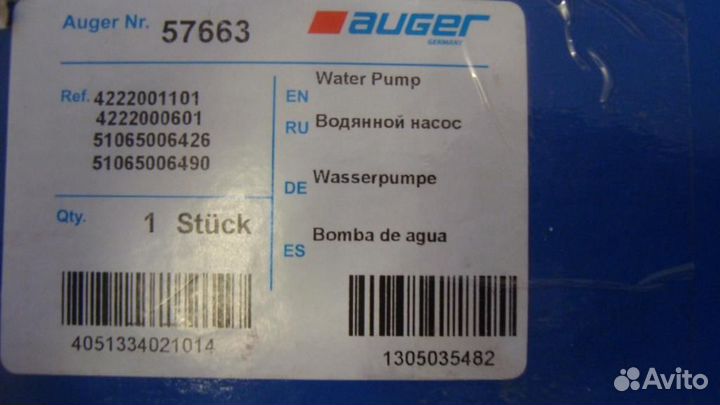 Auger Nr. 57663
AUGER
GERMANY
Ref. 4222001101
4222000601
51065006426
51065006490
EN Water Pump
RU Водянной насос
DE Wasserpumpe
ES Bomba de agua
Qty. 1 Stück
4051334021014
1305035482
Avito